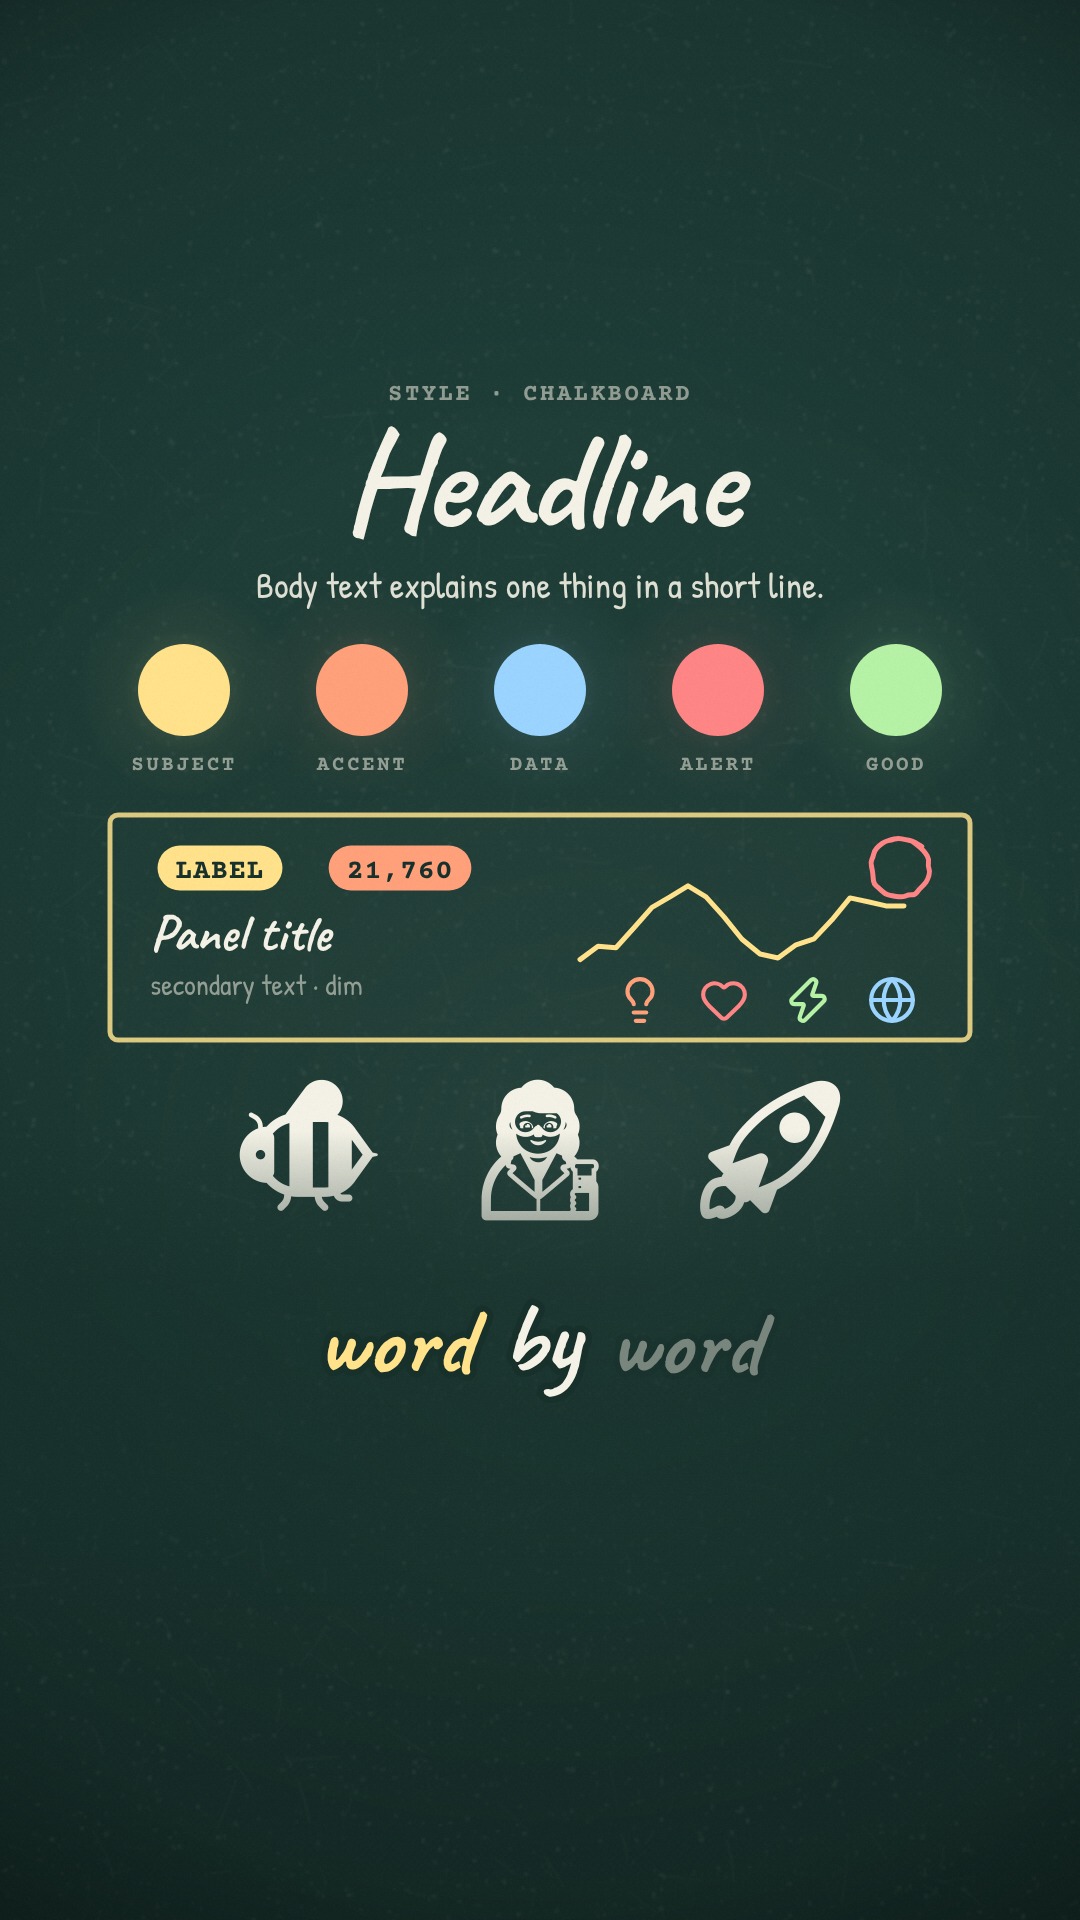 STYLE · CHALKBOARD
Headline
Body text explains one thing in a short line.
SUBJECT ACCENT DATA ALERT GOOD
LABEL 21,760
Panel title
secondary text · dim
word by word